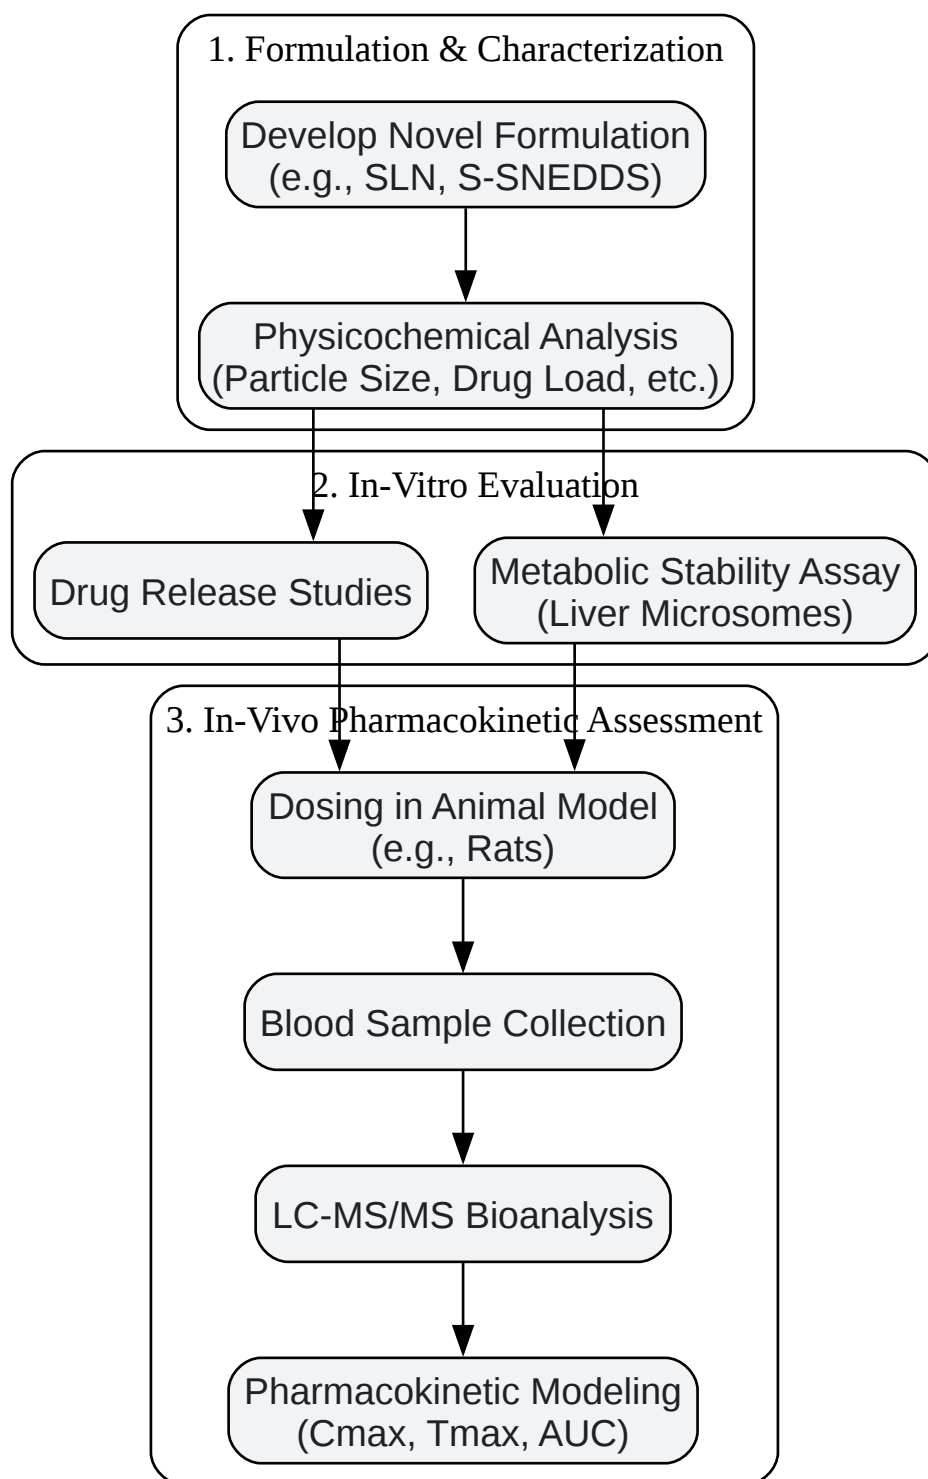 1. Formulation & Characterization
Develop Novel Formulation
(e.g., SLN, S-SNEDDS)
Physicochemical Analysis
(Particle Size, Drug Load, etc.)
2. In-Vitro Evaluation
Drug Release Studies
Metabolic Stability Assay
(Liver Microsomes)
3. In-Vivo Pharmacokinetic Assessment
Dosing in Animal Model
(e.g., Rats)
Blood Sample Collection
LC-MS/MS Bioanalysis
Pharmacokinetic Modeling
(Cmax, Tmax, AUC)